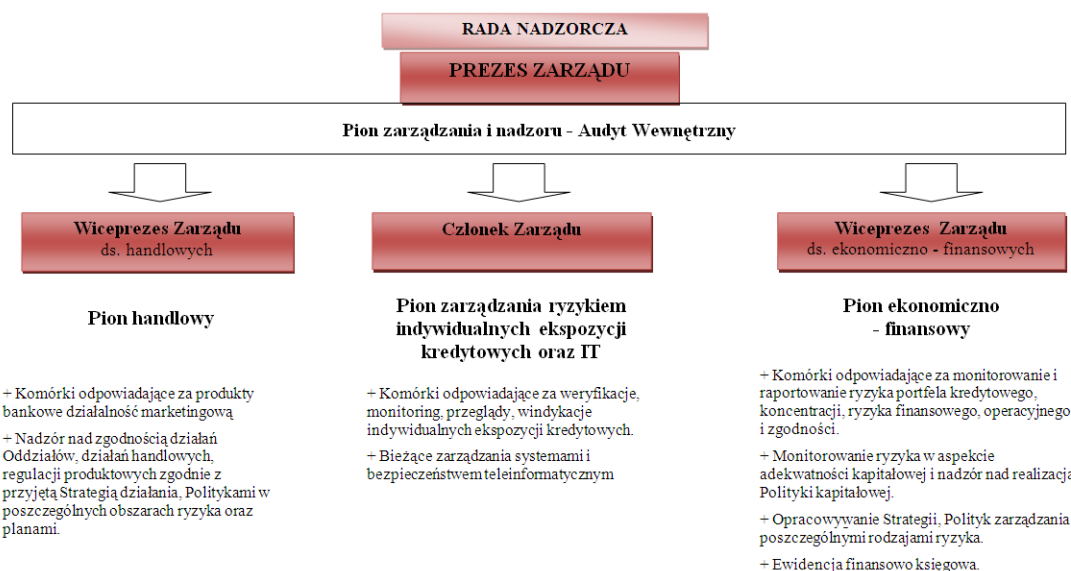 RADA NADZORCZA
PREZES ZARZĄDU
Pion zarządzania i nadzoru - Audyt Wewnętrzny
Wiceprezes Zarządu
ds. handlowych
Pion handlowy
+ Komórki odpowiadające za produkty
bankowe działalność marketingową
+ Nadzór nad zgodnością działań
Oddziałów, działań handlowych,
regulacji produktowych zgodnie z
przyjętą Strategią działania, Politykami w
poszczególnych obszarach ryzyka oraz
planami.
Członek Zarządu
Pion zarządzania ryzykiem
indywidualnych ekspozycji
kredytowych oraz IT
+ Komórki odpowiadające za weryfikacje,
monitoring, przeglądy, windykacje
indywidualnych ekspozycji kredytowych.
+ Bieżące zarządzania systemami i
bezpieczeństwem teleinformatycznym
Wiceprezes Zarządu
ds. ekonomiczno - finansowych
Pion ekonomiczno
- finansowy
+ Komórki odpowiadające za monitorowanie i
raportowanie ryzyka portfela kredytowego,
koncentracji, ryzyka finansowego, operacyjnego
i zgodności.
+ Monitorowanie ryzyka w aspekcie
adekwatności kapitałowej i nadzór nad realizacją
Polityki kapitałowej.
+ Opracowywanie Strategii, Polityk zarządzania
poszczególnymi rodzajami ryzyka.
+ Ewidencja finansowo księgowa.